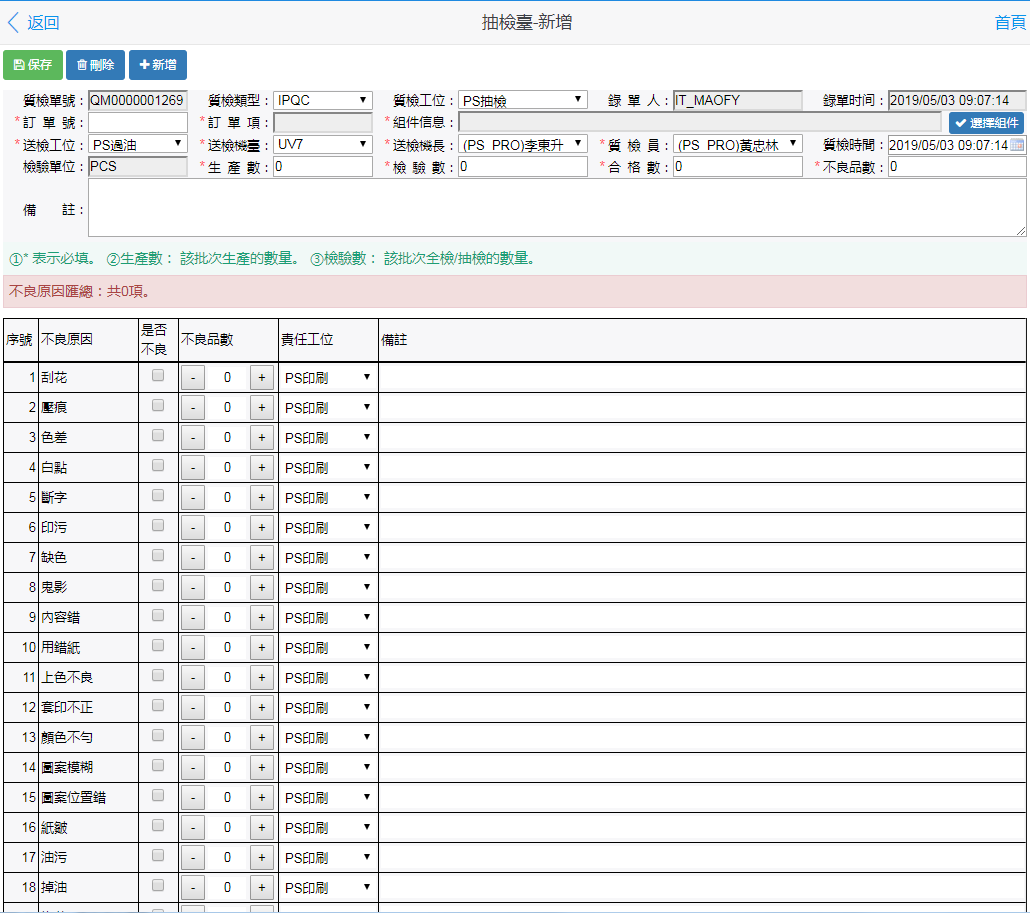 返回 抽檢臺-新增 首頁
保存 刪除 新增
質檢單號： QM0000001269 質檢類型： IPQC 質檢工位： PS抽檢 錄 單 人： IT_MAOFY 錄單时间： 2019/05/03 09:07:14
*訂 單 號： *訂 單 項： *組件信息： 選擇組件
*送檢工位： PS過油 *送檢機臺： UV7 *送檢機長： (PS_PRO)李東升 *質 檢 員： (PS_PRO)黃忠林 質檢時間： 2019/05/03 09:07:14
檢驗單位： PCS *生 產 數： 0 *檢 驗 數： 0 *合 格 數： 0 *不良品數： 0
備 註：
①* 表示必填。 ②生產數： 該批次生產的數量。 ③檢驗數： 該批次全檢/抽檢的數量。
不良原因匯總：共0項。
序號 不良原因 是否不良 不良品數 責任工位 備註
1 刮花 - 0 + PS印刷
2 壓痕 - 0 + PS印刷
3 色差 - 0 + PS印刷
4 白點 - 0 + PS印刷
5 斷字 - 0 + PS印刷
6 印污 - 0 + PS印刷
7 缺色 - 0 + PS印刷
8 鬼影 - 0 + PS印刷
9 內容錯 - 0 + PS印刷
10 用錯紙 - 0 + PS印刷
11 上色不良 - 0 + PS印刷
12 套印不正 - 0 + PS印刷
13 顏色不勻 - 0 + PS印刷
14 圖案模糊 - 0 + PS印刷
15 圖案位置錯 - 0 + PS印刷
16 紙皺 - 0 + PS印刷
17 油污 - 0 + PS印刷
18 掉油 - 0 + PS印刷